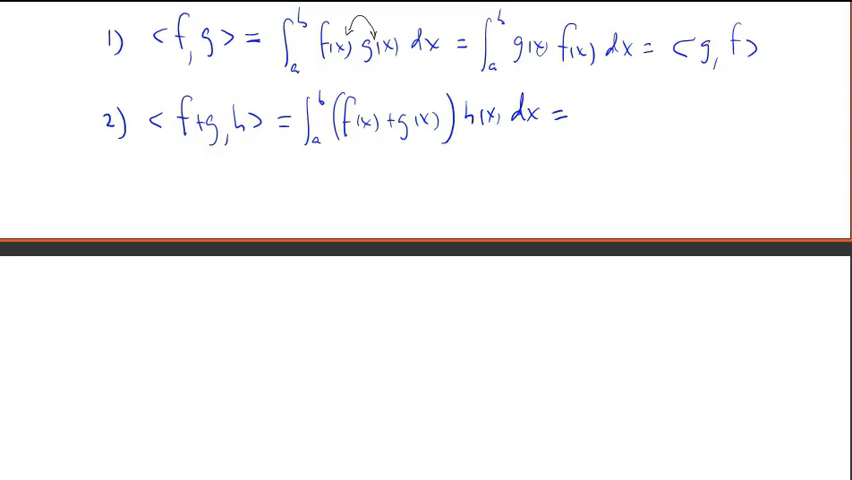 1) <f, g> = ∫_a^b f(x) g(x) dx = ∫_a^b g(x) f(x) dx = <g, f>
2) <f+g, h> = ∫_a^b (f(x)+g(x)) h(x) dx =